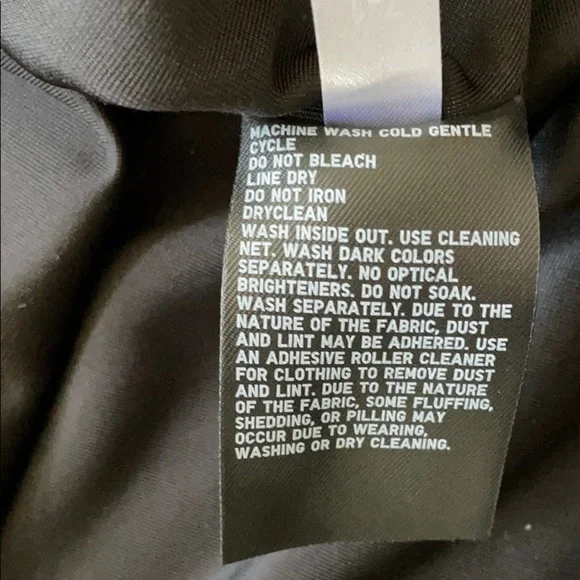 MACHINE WASH COLD GENTLE
CYCLE
DO NOT BLEACH
LINE DRY
DO NOT IRON
DRYCLEAN
WASH INSIDE OUT. USE CLEANING
NET. WASH DARK COLORS
SEPARATELY. NO OPTICAL
BRIGHTENERS. DO NOT SOAK.
WASH SEPARATELY. DUE TO THE
NATURE OF THE FABRIC, DUST
AND LINT MAY BE ADHERED. USE
AN ADHESIVE ROLLER CLEANER
FOR CLOTHING TO REMOVE DUST
AND LINT. DUE TO THE NATURE
OF THE FABRIC, SOME FLUFFING,
SHEDDING, OR PILLING MAY
OCCUR DUE TO WEARING,
WASHING OR DRY CLEANING.